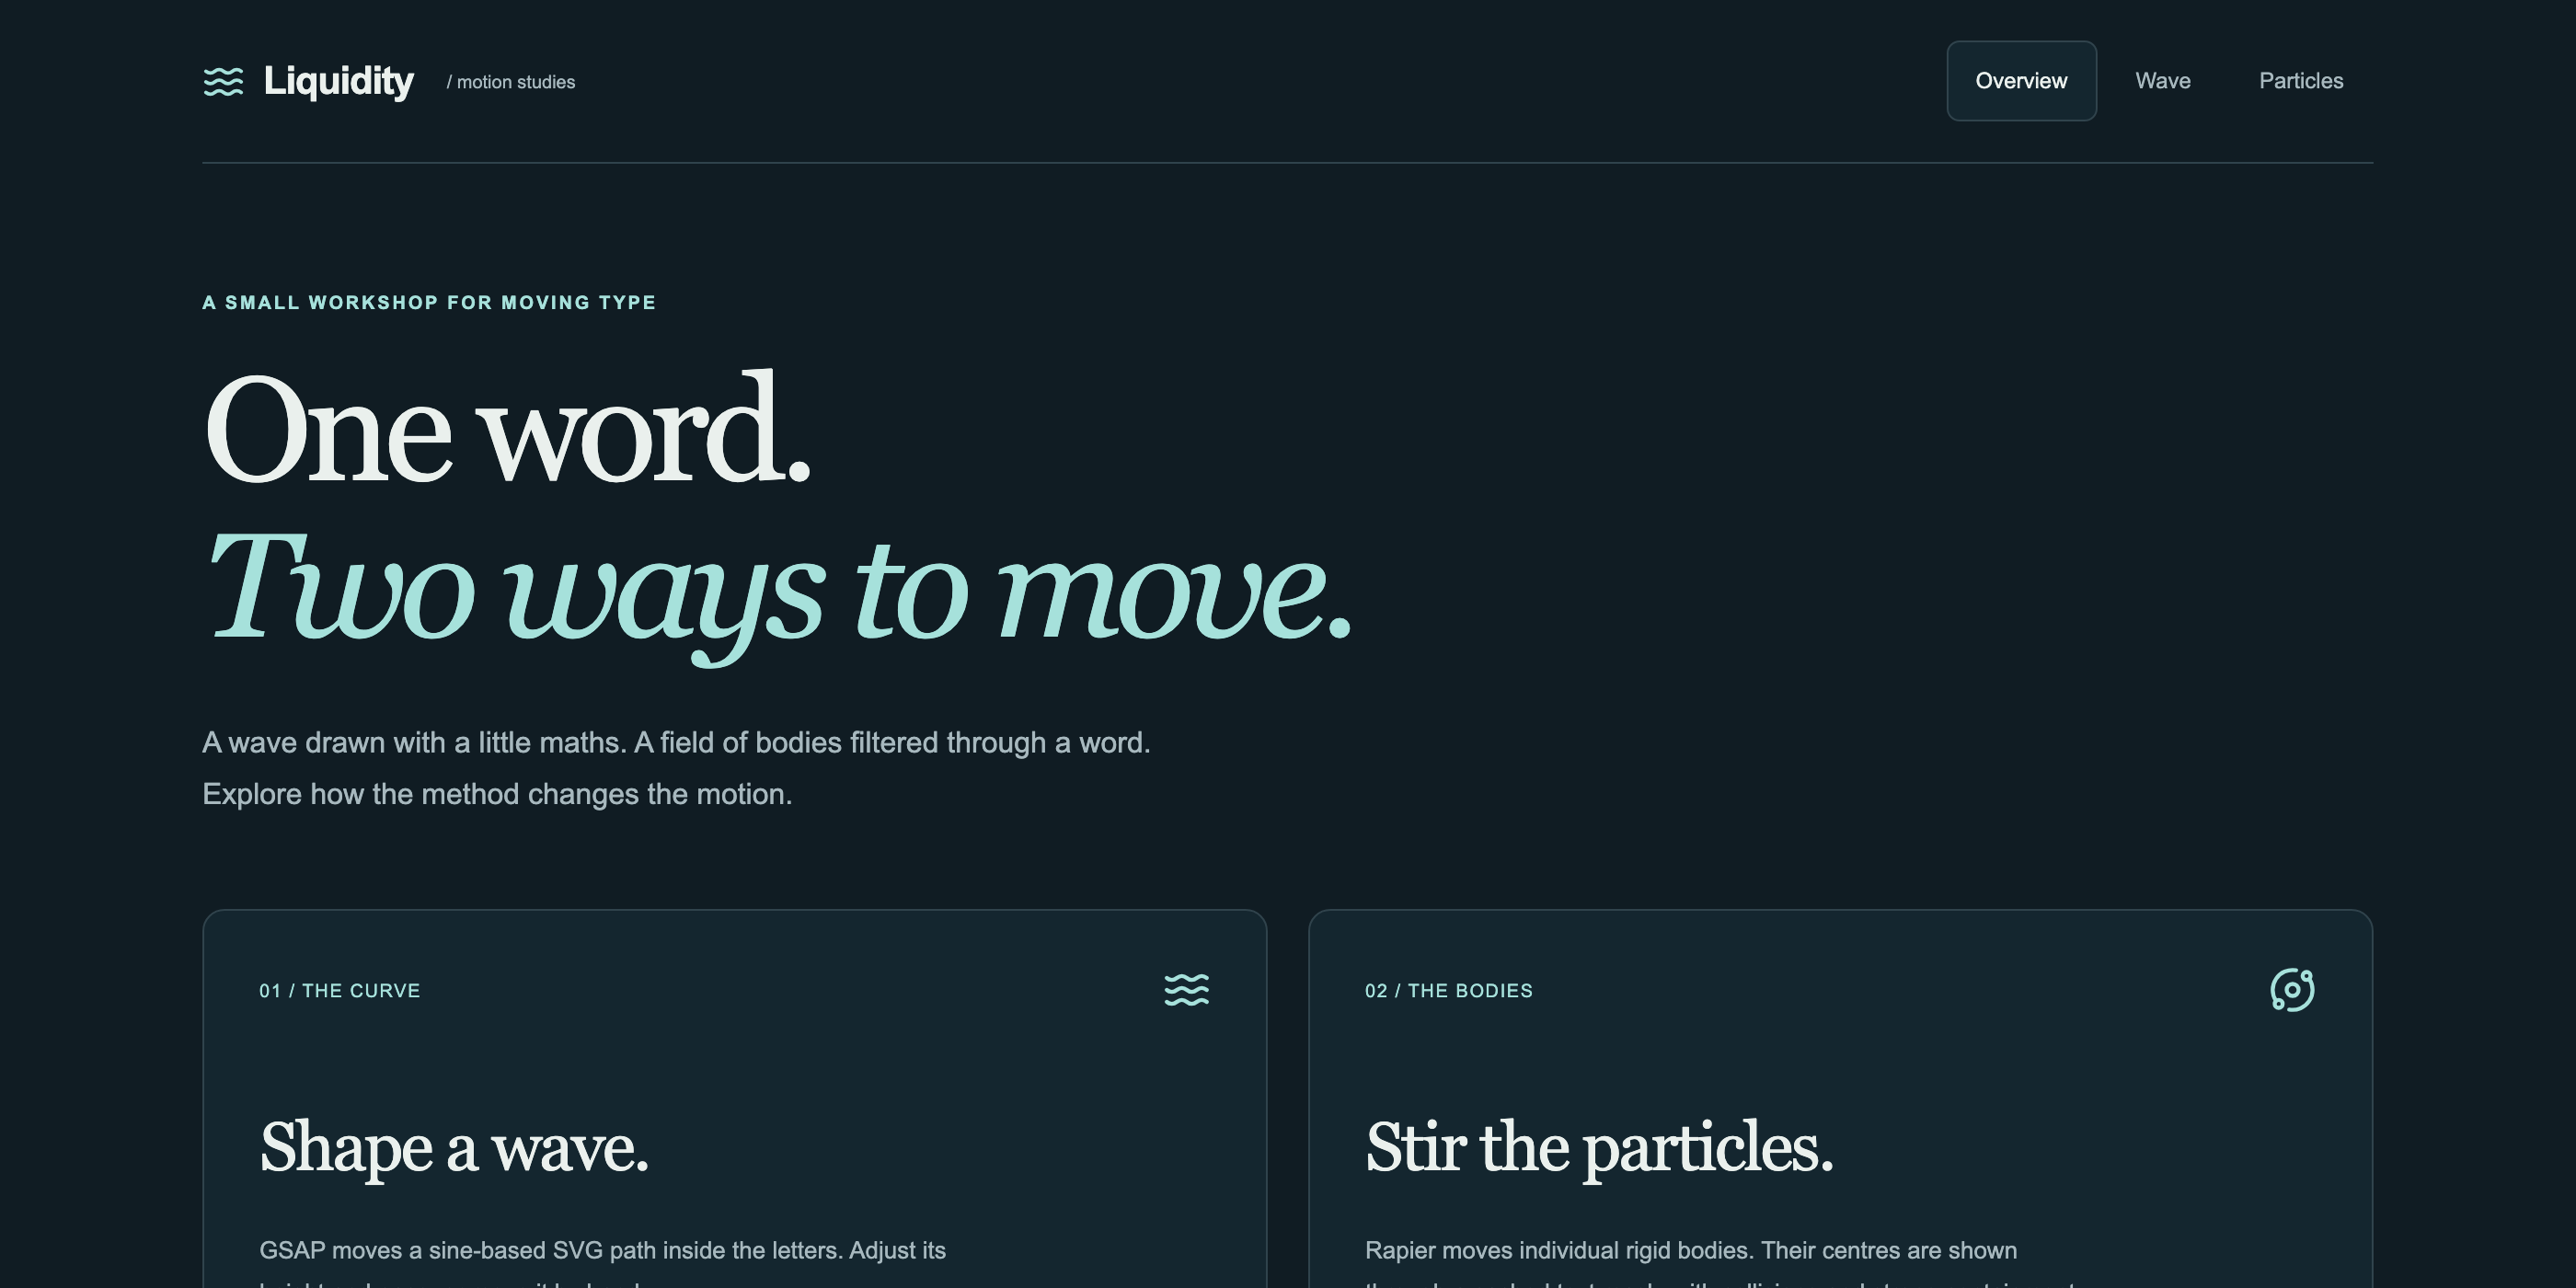 Liquidity
/ motion studies
Overview
Wave
Particles
A SMALL WORKSHOP FOR MOVING TYPE
One word.
Two ways to move.
A wave drawn with a little maths. A field of bodies filtered through a word.
Explore how the method changes the motion.
01 / THE CURVE
Shape a wave.
GSAP moves a sine-based SVG path inside the letters. Adjust its
02 / THE BODIES
Stir the particles.
Rapier moves individual rigid bodies. Their centres are shown